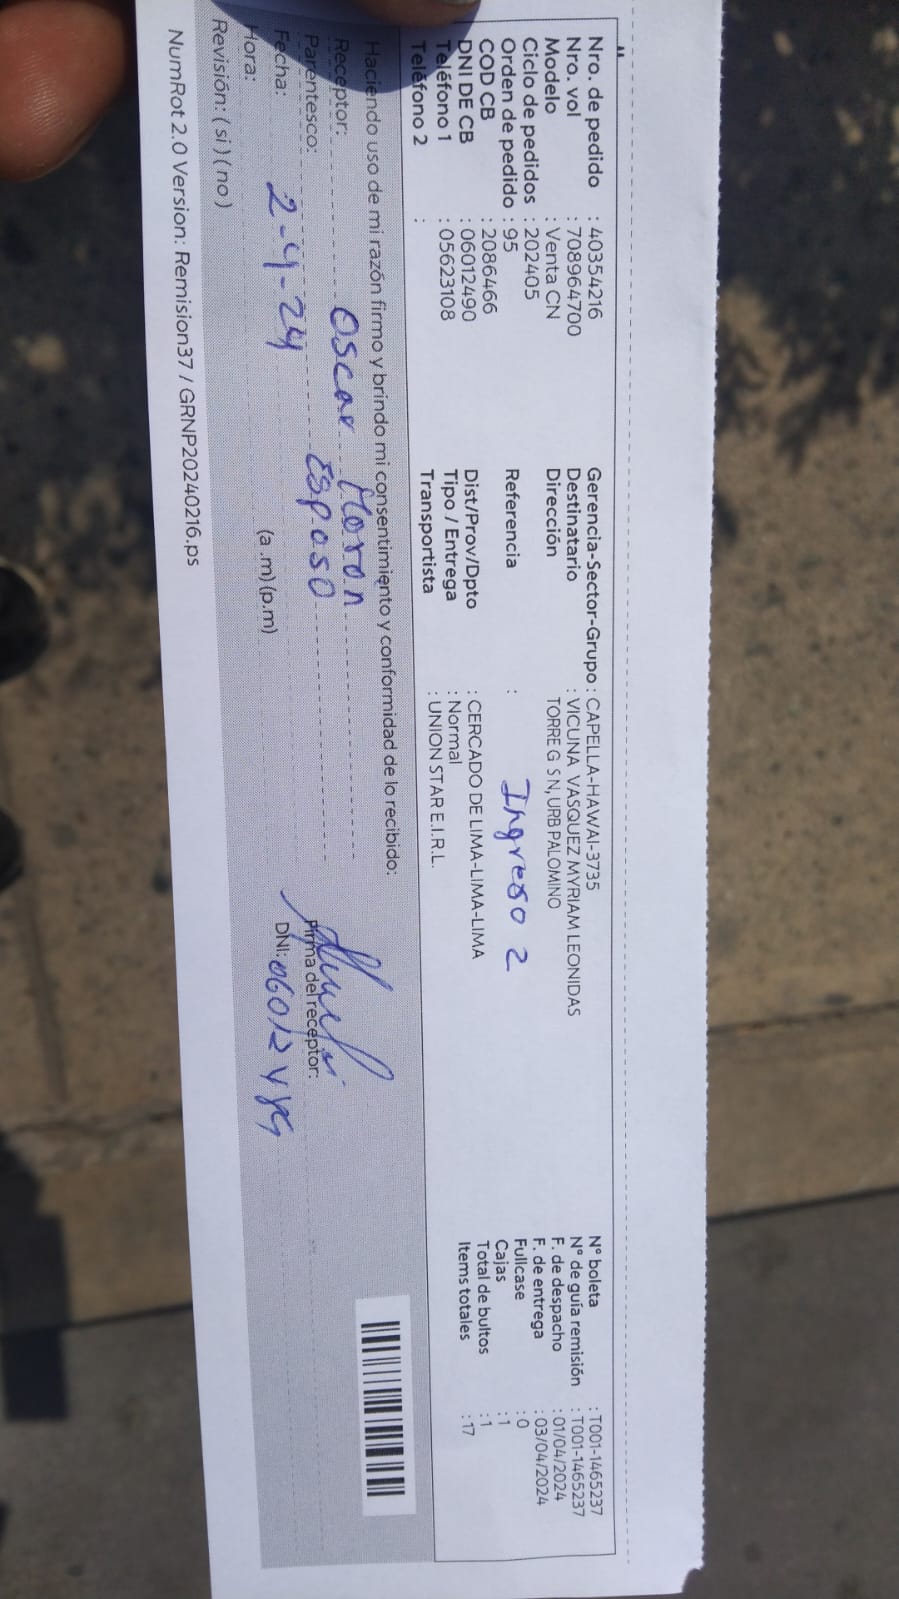 Nro. de pedido : 40354216
Nro. vol : 708964700
Modelo : Venta CN
Ciclo de pedidos : 202405
Orden de pedido : 95
COD CB : 2086466
DNI DE CB : 06012490
Teléfono 1 : 05623108
Teléfono 2 :
Gerencia-Sector-Grupo : CAPELLA-HAWAI-3735
Destinatario : VICUNA VASQUEZ MYRIAM LEONIDAS
Dirección TORRE G S N, URB PALOMINO
Referencia : Ingreso 2
Dist/Prov/Dpto : CERCADO DE LIMA-LIMA-LIMA
Tipo / Entrega : Normal
Transportista : UNION STAR E.I.R.L.
N° boleta : T001-1465237
N° de guía remisión : T001-1465237
F. de despacho : 01/04/2024
F. de entrega : 03/04/2024
Fullcase : 0
Cajas : 1
Total de bultos : 1
Items totales : 17
Haciendo uso de mi razón firmo y brindo mi consentimiento y conformidad de lo recibido:
Receptor: Oscar Moron
Parentesco: Esposo
Firma del receptor:
Fecha: 2-4-24
DNI:
Hora: (a .m) (p.m)
Revisión: ( si ) ( no )
NumRot 2.0 Version: Remision37 / GRNP20240216.ps